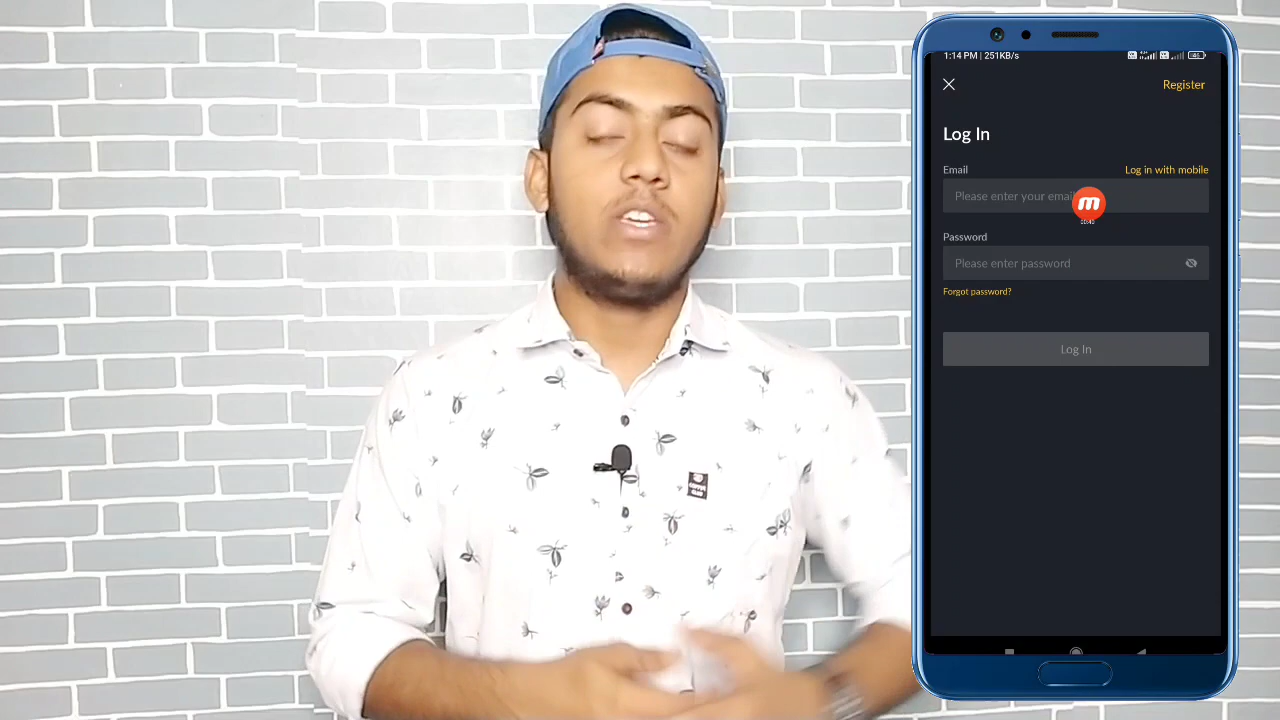 1:14 PM | 251KB/s
Register
Log In
Email
Log in with mobile
Please enter your email
m
Password
Please enter password
Forgot password?
Log In